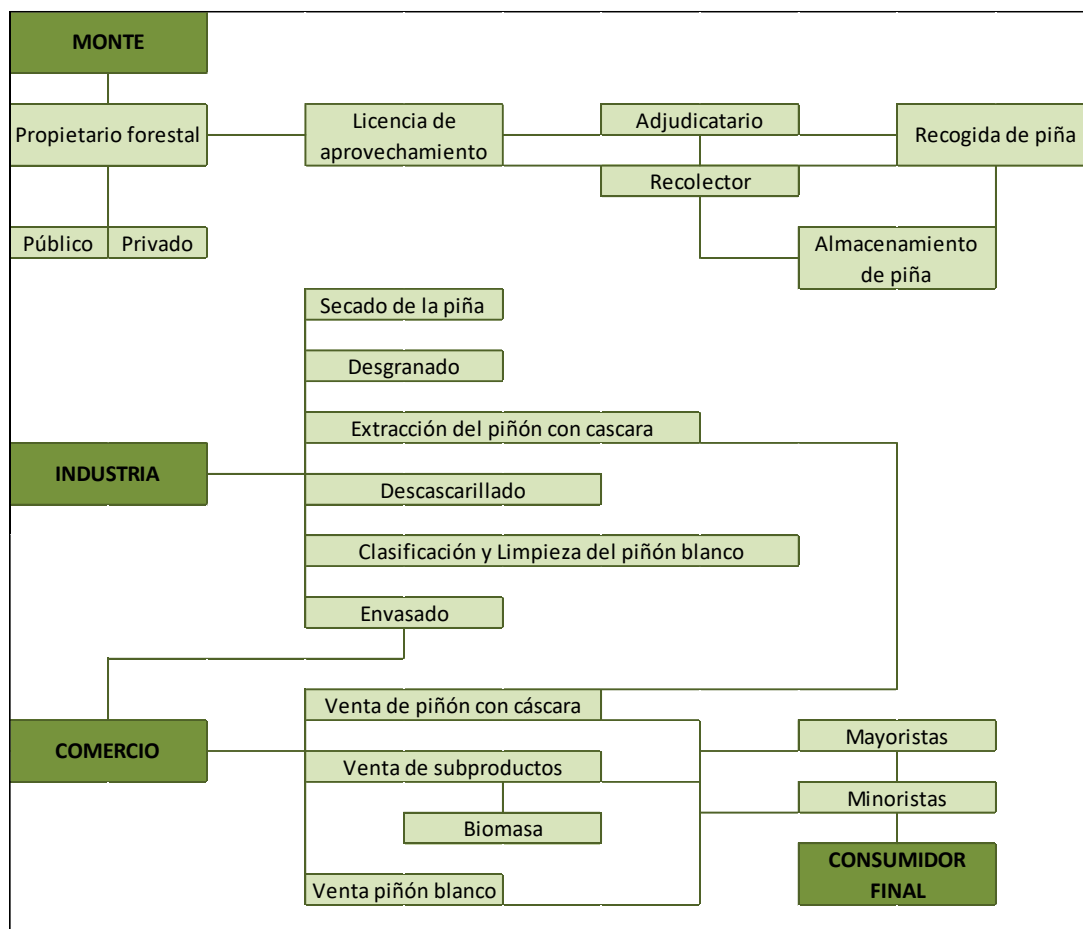 MONTE
Propietario forestal
Licencia de
aprovechamiento
Adjudicatario
Recogida de piña
Recolector
Público
Privado
Almacenamiento
de piña
Secado de la piña
Desgranado
Extracción del piñón con cascara
INDUSTRIA
Descascarillado
Clasificación y Limpieza del piñón blanco
Envasado
Venta de piñón con cáscara
COMERCIO
Mayoristas
Venta de subproductos
Minoristas
Biomasa
CONSUMIDOR
FINAL
Venta piñón blanco